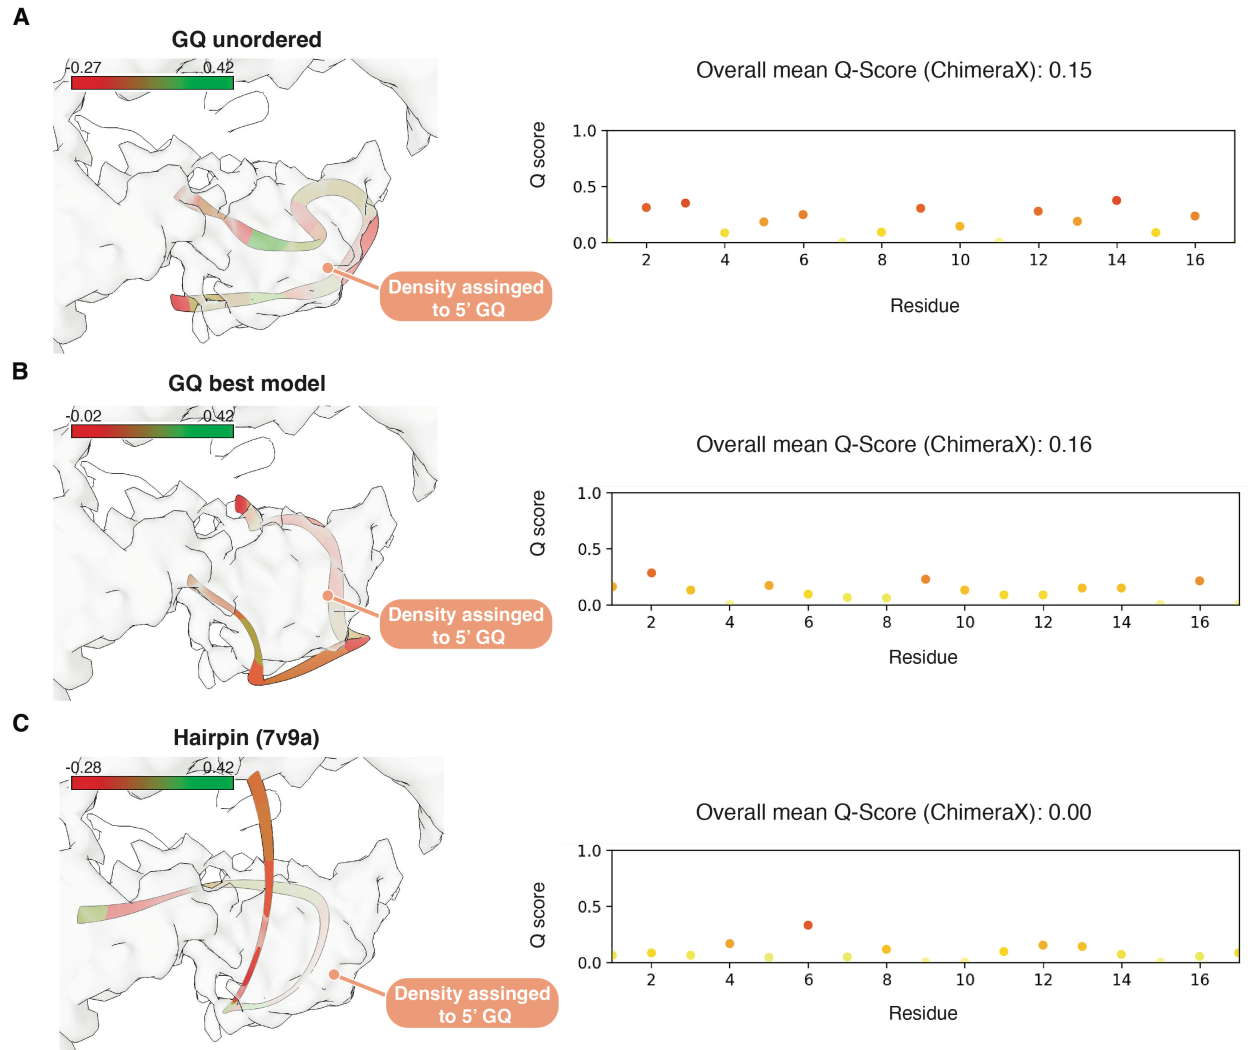 A
GQ unordered
-0.27 0.42
Density assinged
to 5’ GQ
Overall mean Q-Score (ChimeraX): 0.15
1.0
0.5
0.0
Q score
2 4 6 8 10 12 14 16
Residue
B
GQ best model
-0.02 0.42
Density assinged
to 5’ GQ
Overall mean Q-Score (ChimeraX): 0.16
1.0
0.5
0.0
Q score
2 4 6 8 10 12 14 16
Residue
C
Hairpin (7v9a)
-0.28 0.42
Density assinged
to 5’ GQ
Overall mean Q-Score (ChimeraX): 0.00
1.0
0.5
0.0
Q score
2 4 6 8 10 12 14 16
Residue